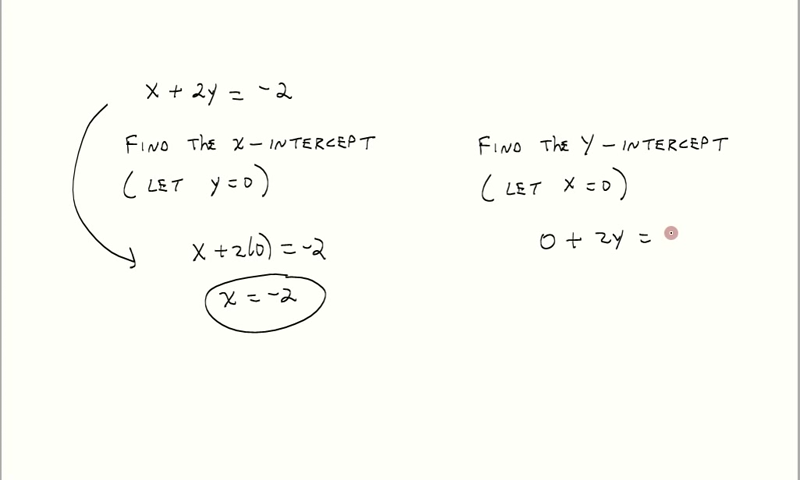 x + 2y = -2
FIND THE X-INTERCEPT
(LET y=0)
x + 2(0) = -2
x = -2
FIND THE Y-INTERCEPT
(LET X=0)
0 + 2y =